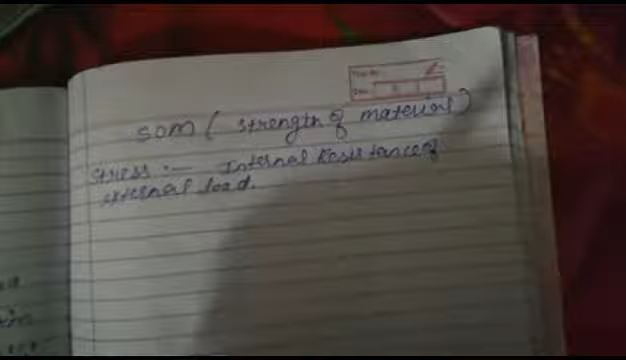 SOM ( Strength of material)
Stress :— Internal Resistance of
external load.